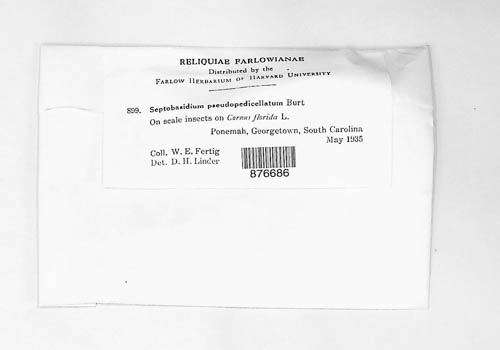 RELIQUIAE FARLOWIANAE
Distributed by the
FARLOW HERBARIUM OF HARVARD UNIVERSITY
899. Septobasidium pseudopedicellatum Burt
On scale insects on Cornus florida L.
Ponemah, Georgetown, South Carolina
May 1935
Coll. W. E. Fertig
Det. D. H. Linder
876686